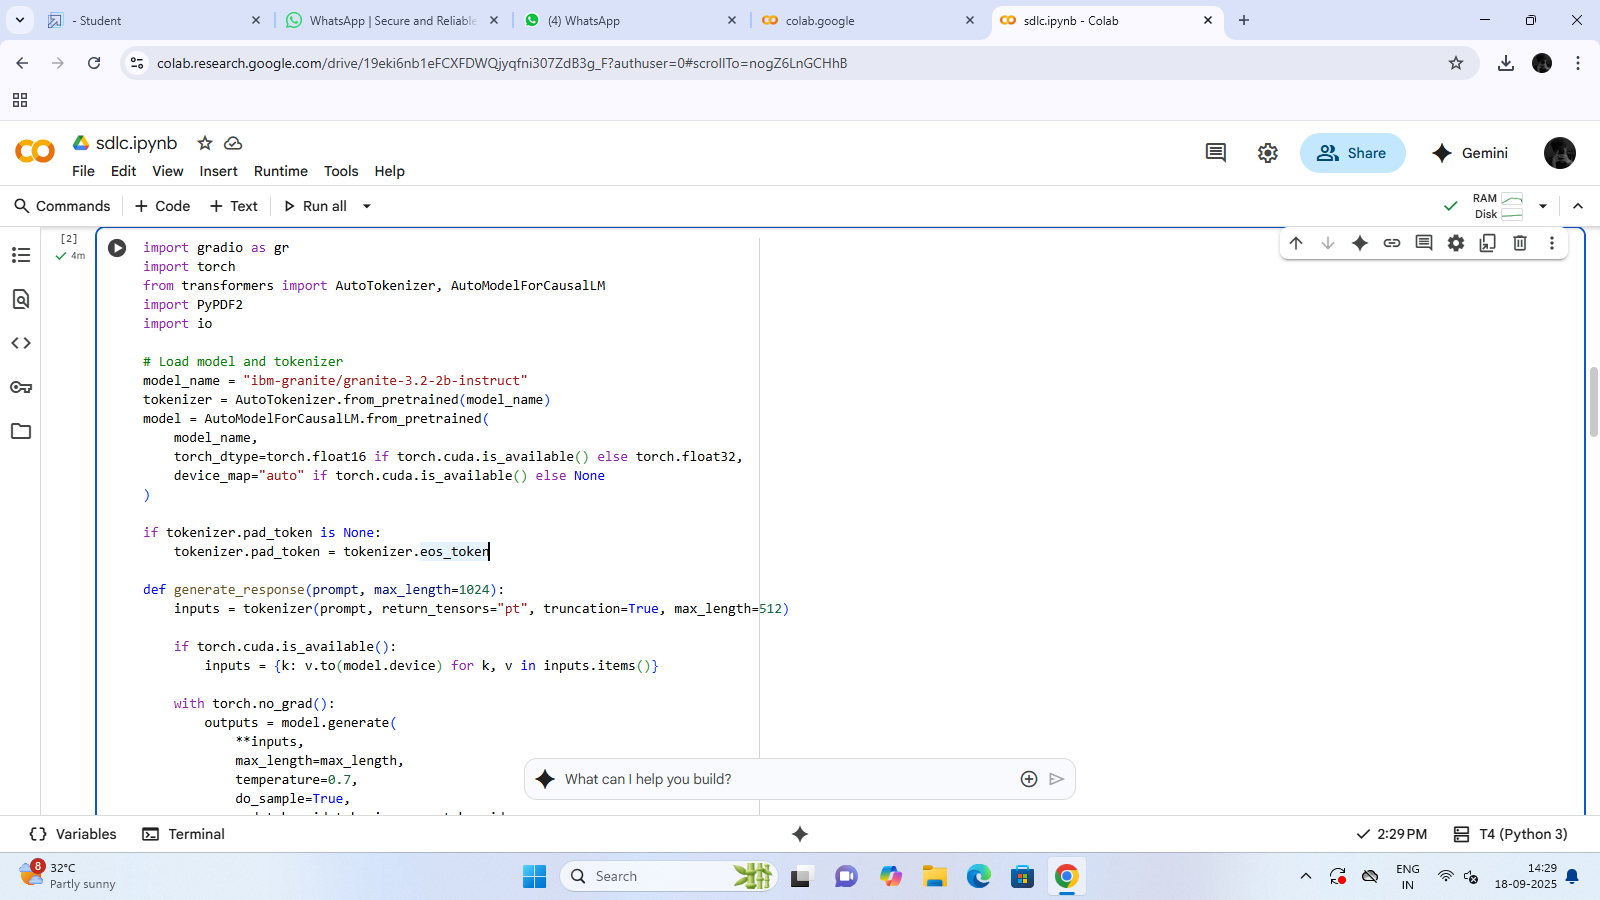 - Student
WhatsApp | Secure and Reliable
(4) WhatsApp
colab.google
sdlc.ipynb - Colab
colab.research.google.com/drive/19eki6nb1eFCXFDWQjyqfni307ZdB3g_F?authuser=0#scrollTo=nogZ6LnGCHhB
sdlc.ipynb
Share
Gemini
File Edit View Insert Runtime Tools Help
Commands + Code + Text Run all
RAM
Disk
[2]
4m
import gradio as gr
import torch
from transformers import AutoTokenizer, AutoModelForCausalLM
import PyPDF2
import io
# Load model and tokenizer
model_name = "ibm-granite/granite-3.2-2b-instruct"
tokenizer = AutoTokenizer.from_pretrained(model_name)
model = AutoModelForCausalLM.from_pretrained(
model_name,
torch_dtype=torch.float16 if torch.cuda.is_available() else torch.float32,
device_map="auto" if torch.cuda.is_available() else None
)
if tokenizer.pad_token is None:
tokenizer.pad_token = tokenizer.eos_token
def generate_response(prompt, max_length=1024):
inputs = tokenizer(prompt, return_tensors="pt", truncation=True, max_length=512)
if torch.cuda.is_available():
inputs = {k: v.to(model.device) for k, v in inputs.items()}
with torch.no_grad():
outputs = model.generate(
**inputs,
max_length=max_length,
temperature=0.7,
do_sample=True,
What can I help you build?
Variables Terminal
2:29 PM T4 (Python 3)
8
32°C
Partly sunny
Search
ENG
IN
14:29
18-09-2025